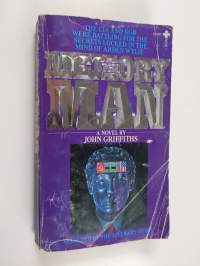 THE CIA AND KGB
WERE BATTLING FOR THE
SECRETS LOCKED IN THE
MIND OF ARDEN WYLIE
MEMORY
MAN
A NOVEL BY
JOHN GRIFFITHS